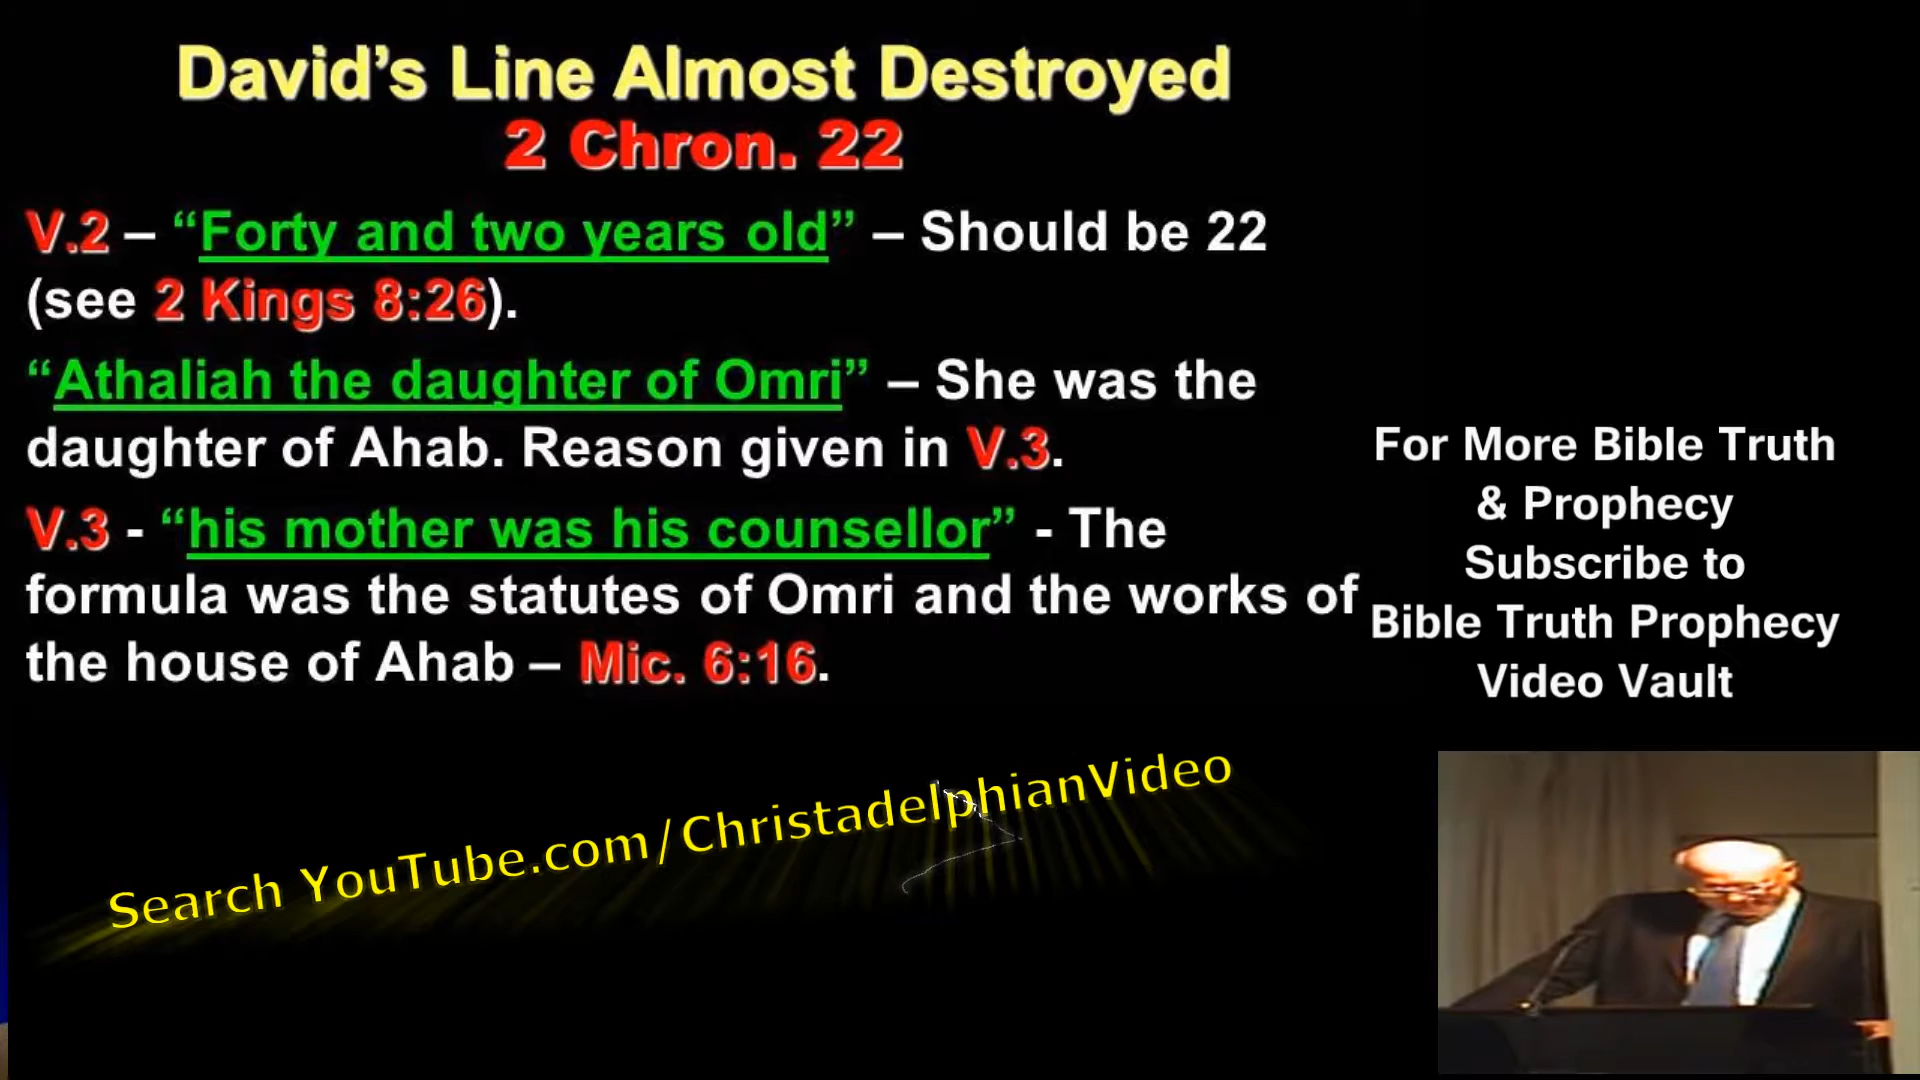 David’s Line Almost Destroyed
2 Chron. 22
V.2 – “Forty and two years old” – Should be 22
(see 2 Kings 8:26).
“Athaliah the daughter of Omri” – She was the
daughter of Ahab. Reason given in V.3.
V.3 - “his mother was his counsellor” - The
formula was the statutes of Omri and the works of
the house of Ahab – Mic. 6:16.
For More Bible Truth
& Prophecy
Subscribe to
Bible Truth Prophecy
Video Vault
Search YouTube.com/ChristadelphianVideo